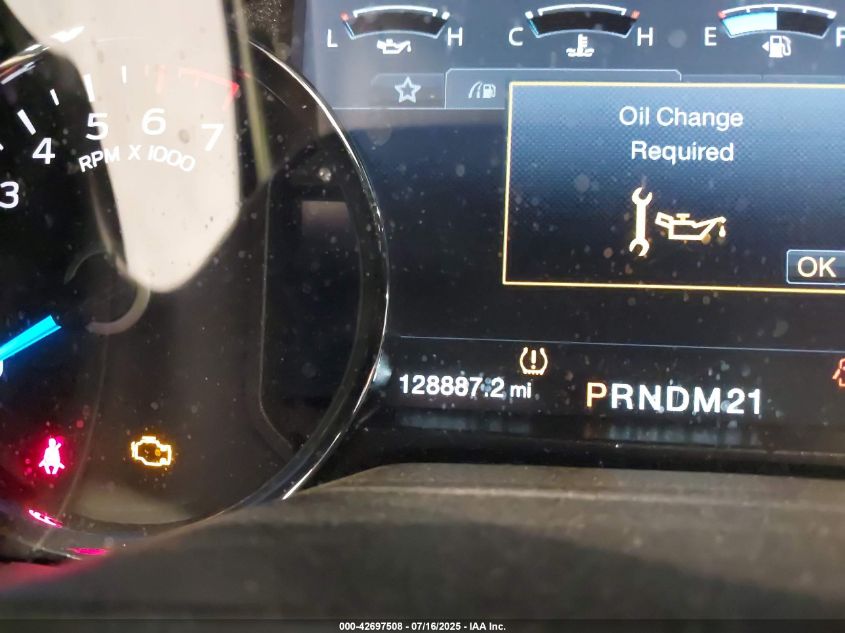 L H C H E F
5 6 7
4
3
RPM X 1000
Oil Change
Required
OK
128887.2 mi
PRNDM21
000-42697508 - 07/16/2025 - IAA Inc.